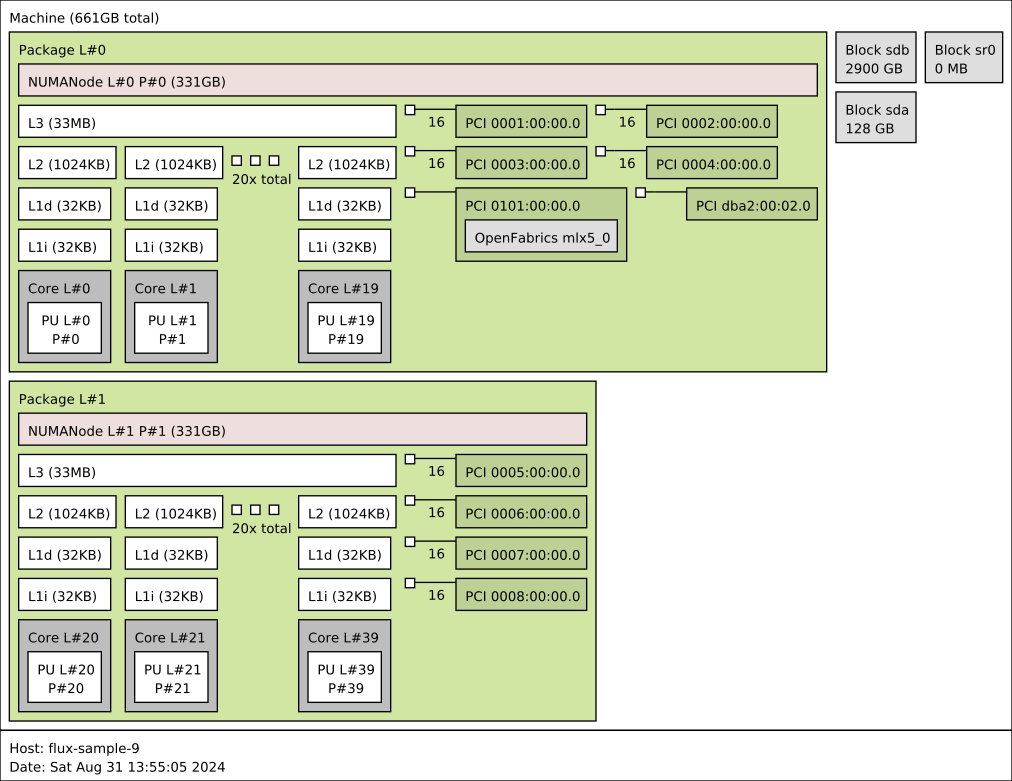 Machine (661GB total)
Package L#0
Block sdb
2900 GB
Block sr0
0 MB
NUMANode L#0 P#0 (331GB)
Block sda
128 GB
L3 (33MB)
16
PCI 0001:00:00.0
16
PCI 0002:00:00.0
L2 (1024KB)
L2 (1024KB)
20x total
L2 (1024KB)
16
PCI 0003:00:00.0
16
PCI 0004:00:00.0
L1d (32KB)
L1d (32KB)
L1d (32KB)
PCI 0101:00:00.0
PCI dba2:00:02.0
L1i (32KB)
L1i (32KB)
L1i (32KB)
OpenFabrics mlx5_0
Core L#0
Core L#1
Core L#19
PU L#0
P#0
PU L#1
P#1
PU L#19
P#19
Package L#1
NUMANode L#1 P#1 (331GB)
L3 (33MB)
16
PCI 0005:00:00.0
L2 (1024KB)
L2 (1024KB)
20x total
L2 (1024KB)
16
PCI 0006:00:00.0
L1d (32KB)
L1d (32KB)
L1d (32KB)
16
PCI 0007:00:00.0
L1i (32KB)
L1i (32KB)
L1i (32KB)
16
PCI 0008:00:00.0
Core L#20
Core L#21
Core L#39
PU L#20
P#20
PU L#21
P#21
PU L#39
P#39
Host: flux-sample-9
Date: Sat Aug 31 13:55:05 2024